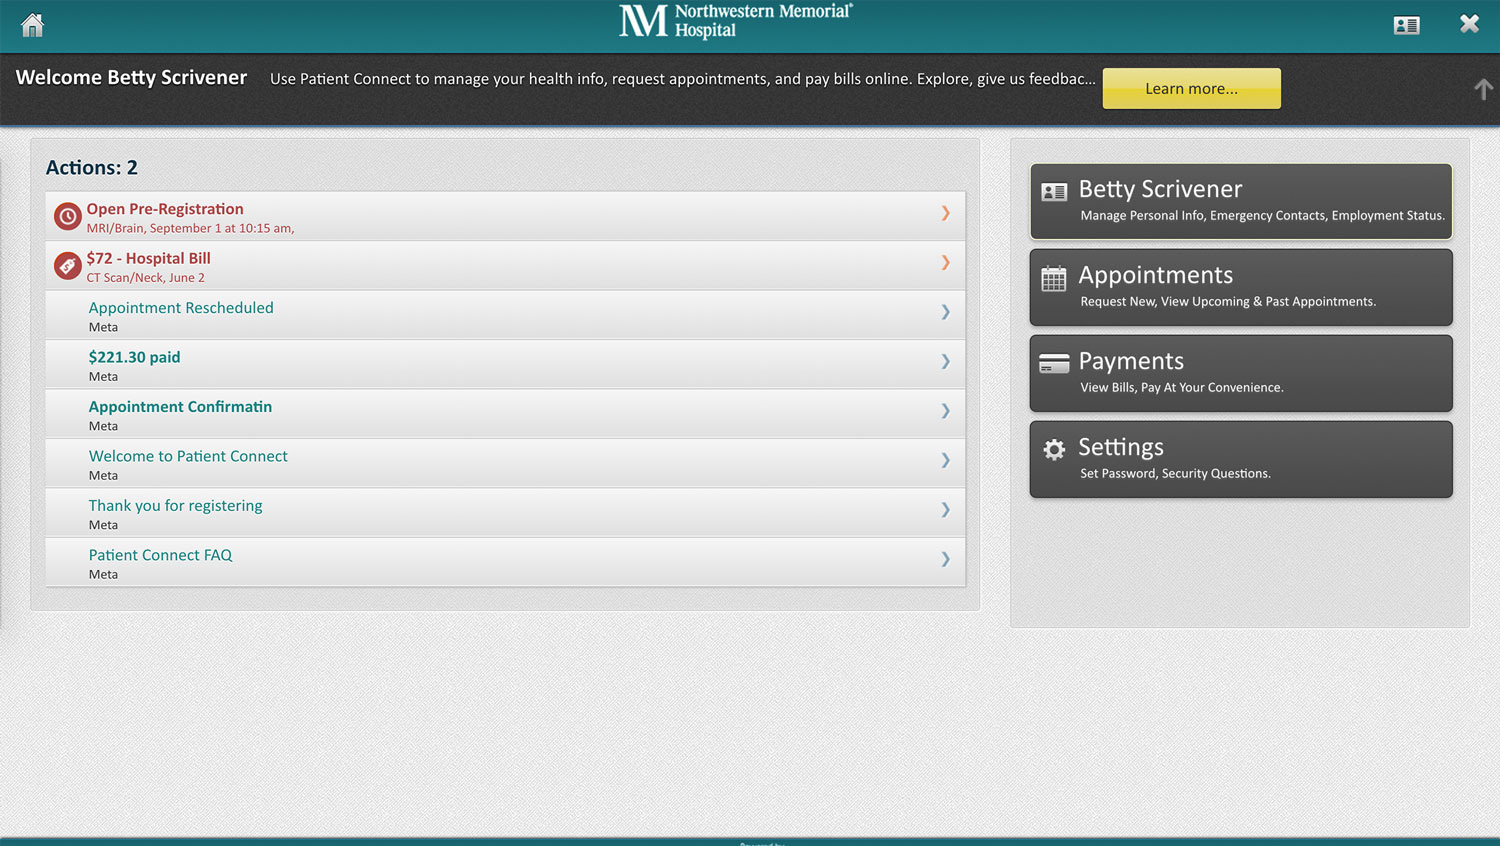 Northwestern Memorial®
Hospital
Welcome Betty Scrivener
Use Patient Connect to manage your health info, request appointments, and pay bills online. Explore, give us feedbac...
Learn more...
Actions: 2
Open Pre-Registration
MRI/Brain, September 1 at 10:15 am,
$72 - Hospital Bill
CT Scan/Neck, June 2
Appointment Rescheduled
Meta
$221.30 paid
Meta
Appointment Confirmatin
Meta
Welcome to Patient Connect
Meta
Thank you for registering
Meta
Patient Connect FAQ
Meta
Betty Scrivener
Manage Personal Info, Emergency Contacts, Employment Status.
Appointments
Request New, View Upcoming & Past Appointments.
Payments
View Bills, Pay At Your Convenience.
Settings
Set Password, Security Questions.